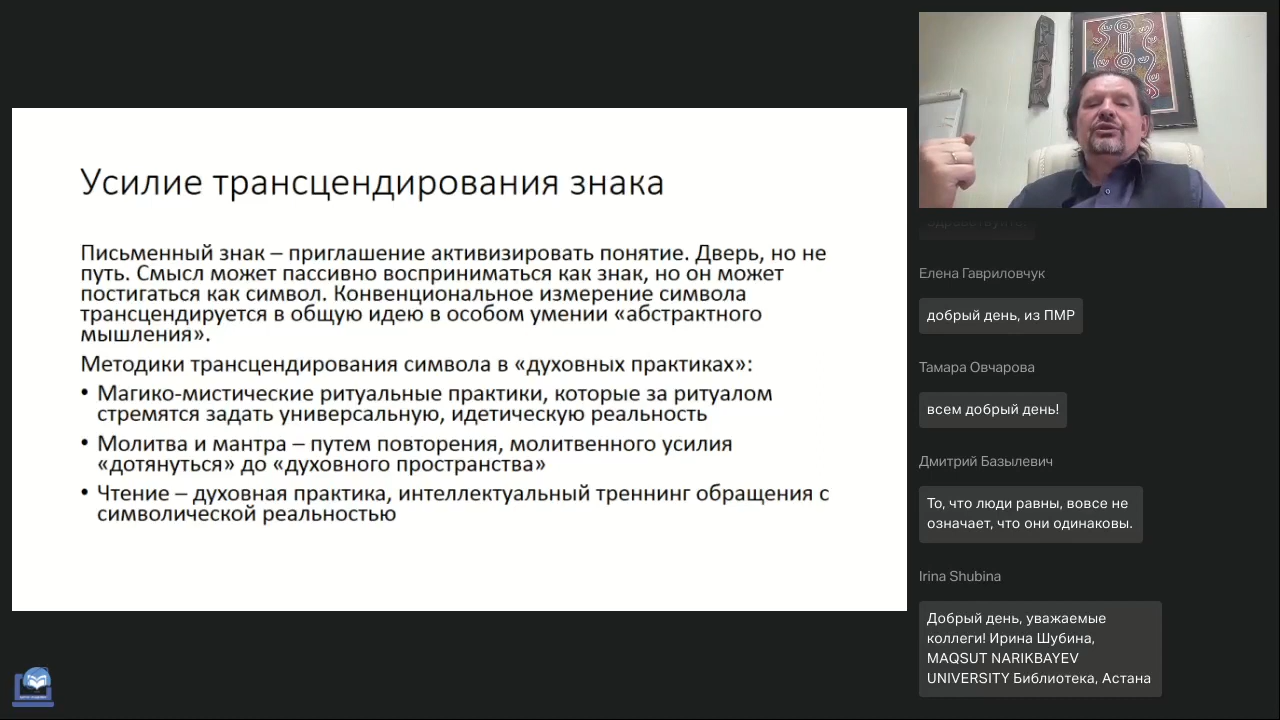 Усилие трансцендирования знака
Письменный знак – приглашение активизировать понятие. Дверь, но не
путь. Смысл может пассивно восприниматься как знак, но он может
постигаться как символ. Конвенциональное измерение символа
трансцендируется в общую идею в особом умении «абстрактного
мышления».
Методики трансцендирования символа в «духовных практиках»:
• Магико-мистические ритуальные практики, которые за ритуалом
стремятся задать универсальную, идетическую реальность
• Молитва и мантра – путем повторения, молитвенного усилия
«дотянуться» до «духовного пространства»
• Чтение – духовная практика, интеллектуальный треннинг обращения с
символической реальностью
Елена Гавриловчук
добрый день, из ПМР
Тамара Овчарова
всем добрый день!
Дмитрий Базылевич
То, что люди равны, вовсе не
означает, что они одинаковы.
Irina Shubina
Добрый день, уважаемые
коллеги! Ирина Шубина,
MAQSUT NARIKBAYEV
UNIVERSITY Библиотека, Астана